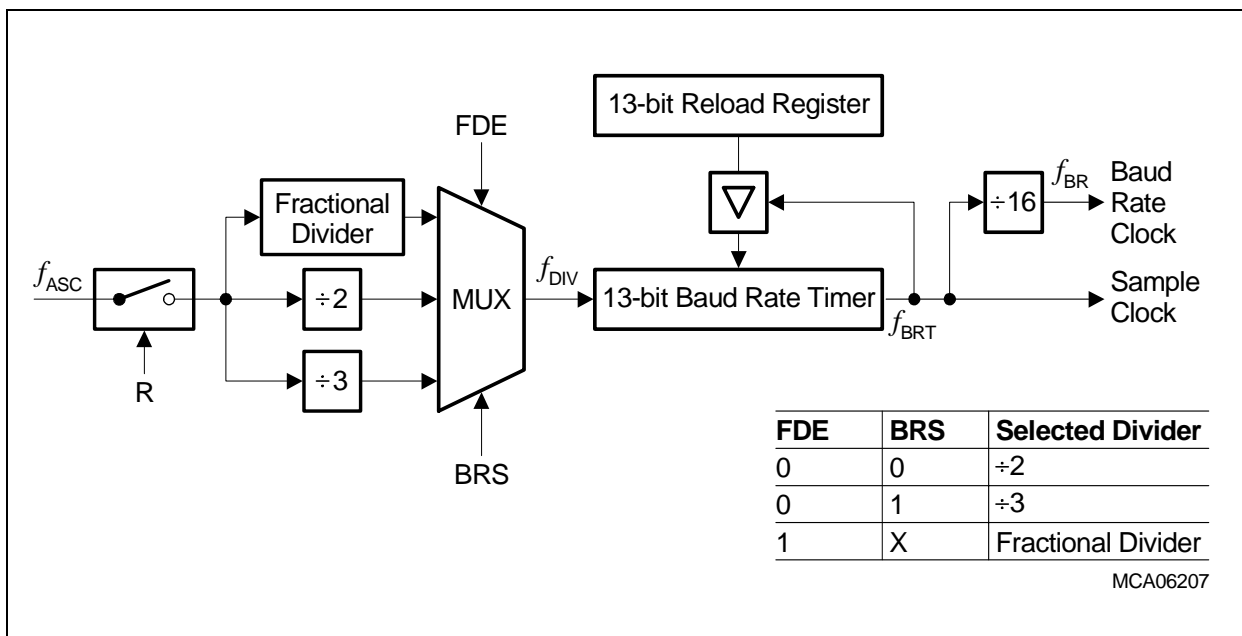 13-bit Reload Register
FDE
Fractional
Divider
fASC
÷2
÷3
R
MUX
BRS
fDIV
13-bit Baud Rate Timer
fBRT
÷16
fBR
Baud
Rate
Clock
Sample
Clock
FDE BRS Selected Divider
0 0 ÷2
0 1 ÷3
1 X Fractional Divider
MCA06207